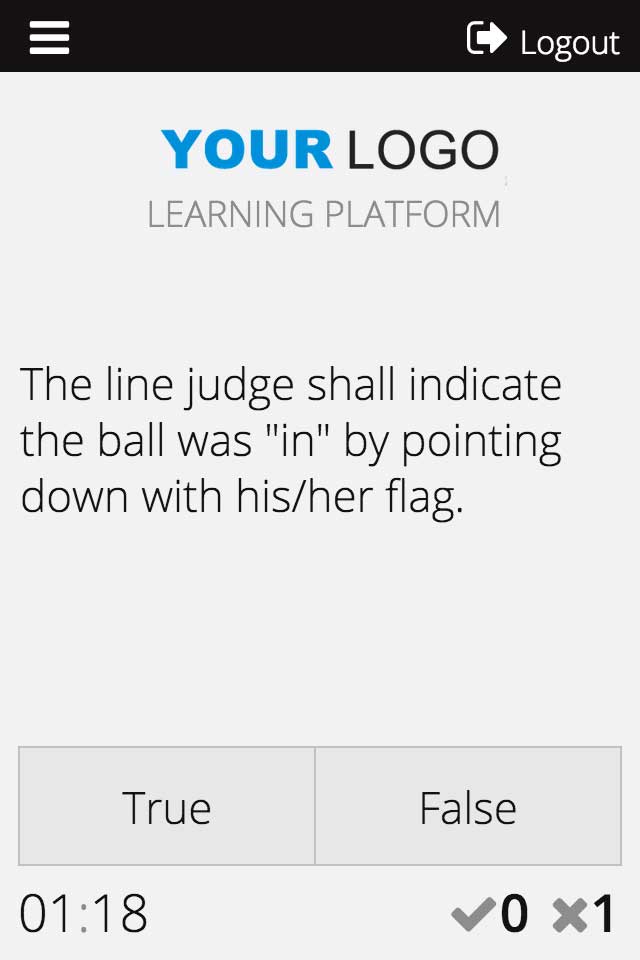 Logout
YOUR LOGO
LEARNING PLATFORM
The line judge shall indicate
the ball was "in" by pointing
down with his/her flag.
True False
01:18 0 1